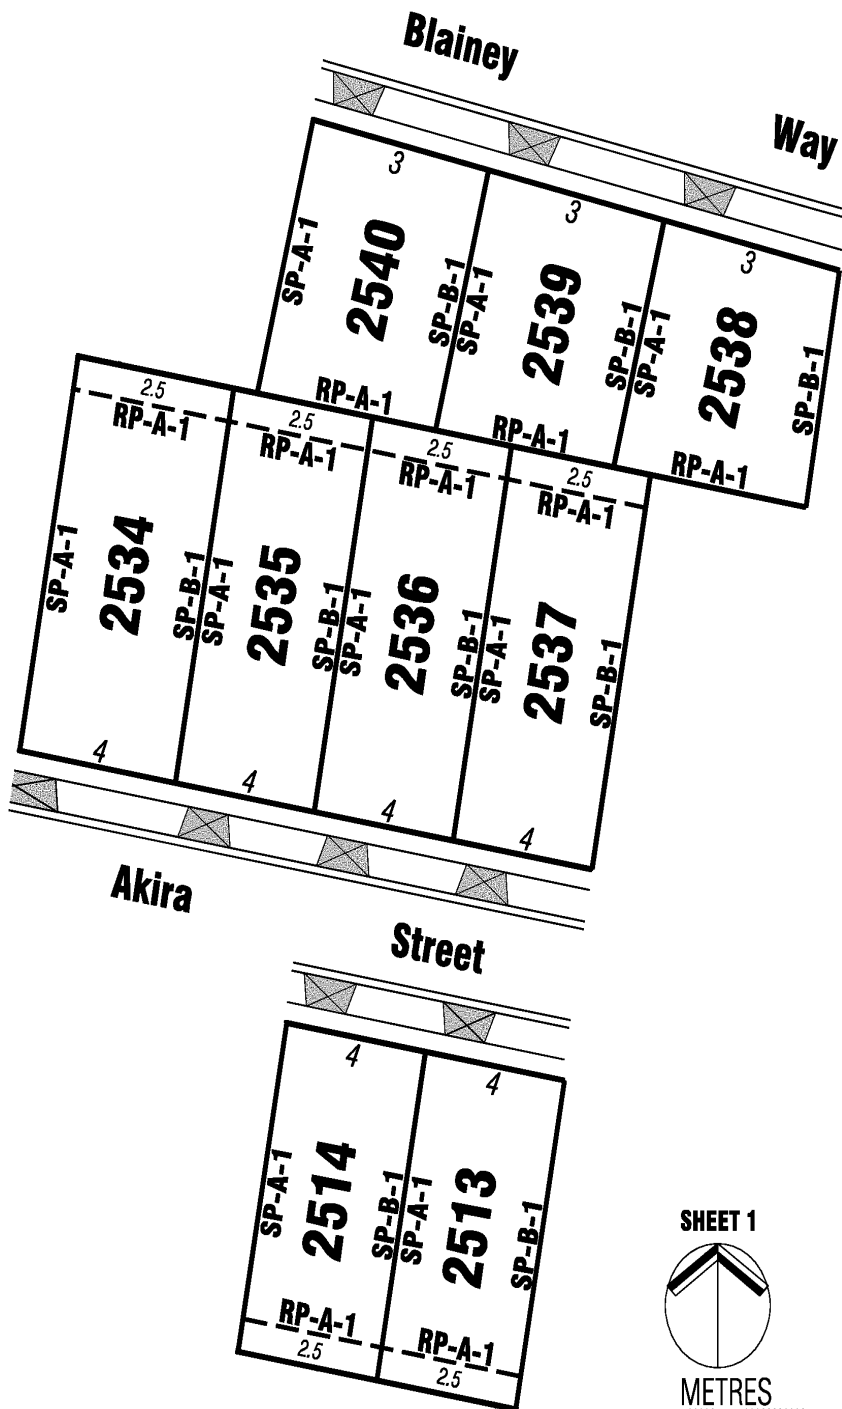 Blainey
Way
3
SP-A-1
2540
SP-B-1
RP-A-1
3
SP-A-1
2539
SP-B-1
RP-A-1
3
SP-A-1
2538
SP-B-1
RP-A-1
2.5
RP-A-1
SP-A-1
2534
SP-B-1
4
2.5
RP-A-1
SP-A-1
2535
SP-B-1
4
2.5
RP-A-1
SP-A-1
2536
SP-B-1
4
2.5
RP-A-1
SP-A-1
2537
SP-B-1
4
Akira
Street
4
SP-A-1
2514
SP-B-1
RP-A-1
2.5
4
SP-A-1
2513
SP-B-1
RP-A-1
2.5
SHEET 1
METRES